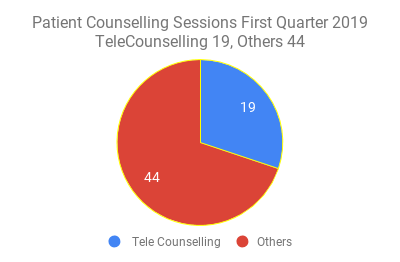 Patient Counselling Sessions First Quarter 2019
TeleCounselling 19, Others 44
19
44
Tele Counselling
Others